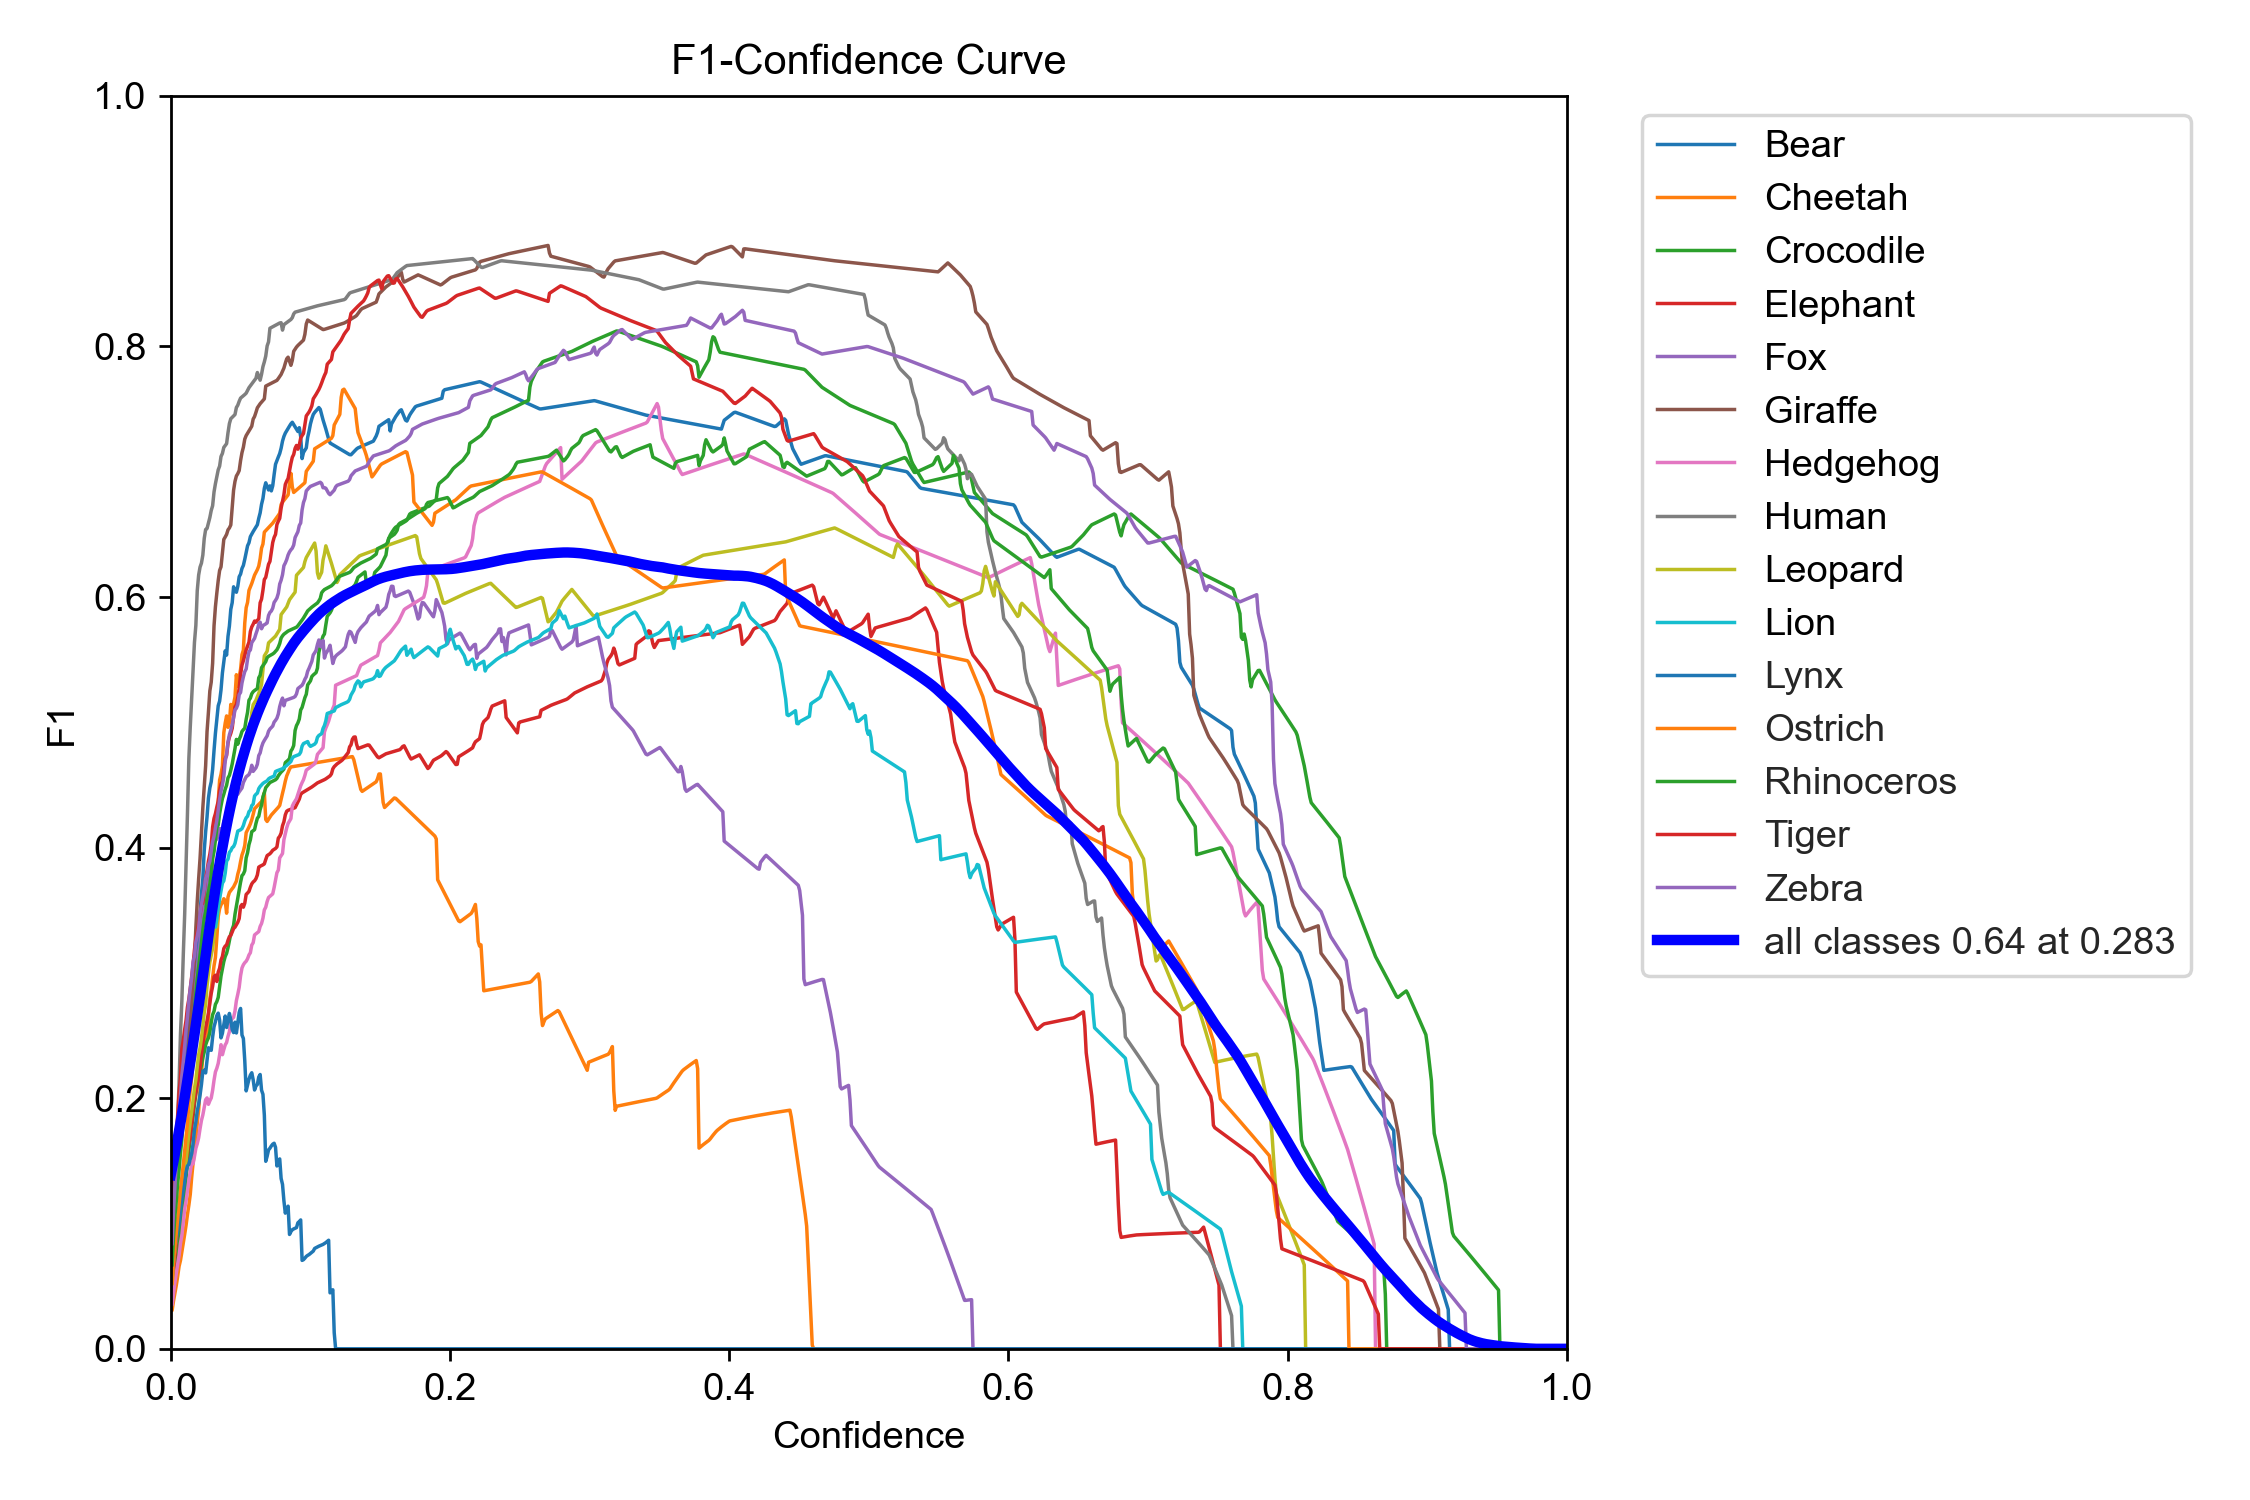 F1-Confidence Curve
1.0
0.8
0.6
0.4
0.2
0.0
F1
0.0 0.2 0.4 0.6 0.8 1.0
Confidence
Bear
Cheetah
Crocodile
Elephant
Fox
Giraffe
Hedgehog
Human
Leopard
Lion
Lynx
Ostrich
Rhinoceros
Tiger
Zebra
all classes 0.64 at 0.283